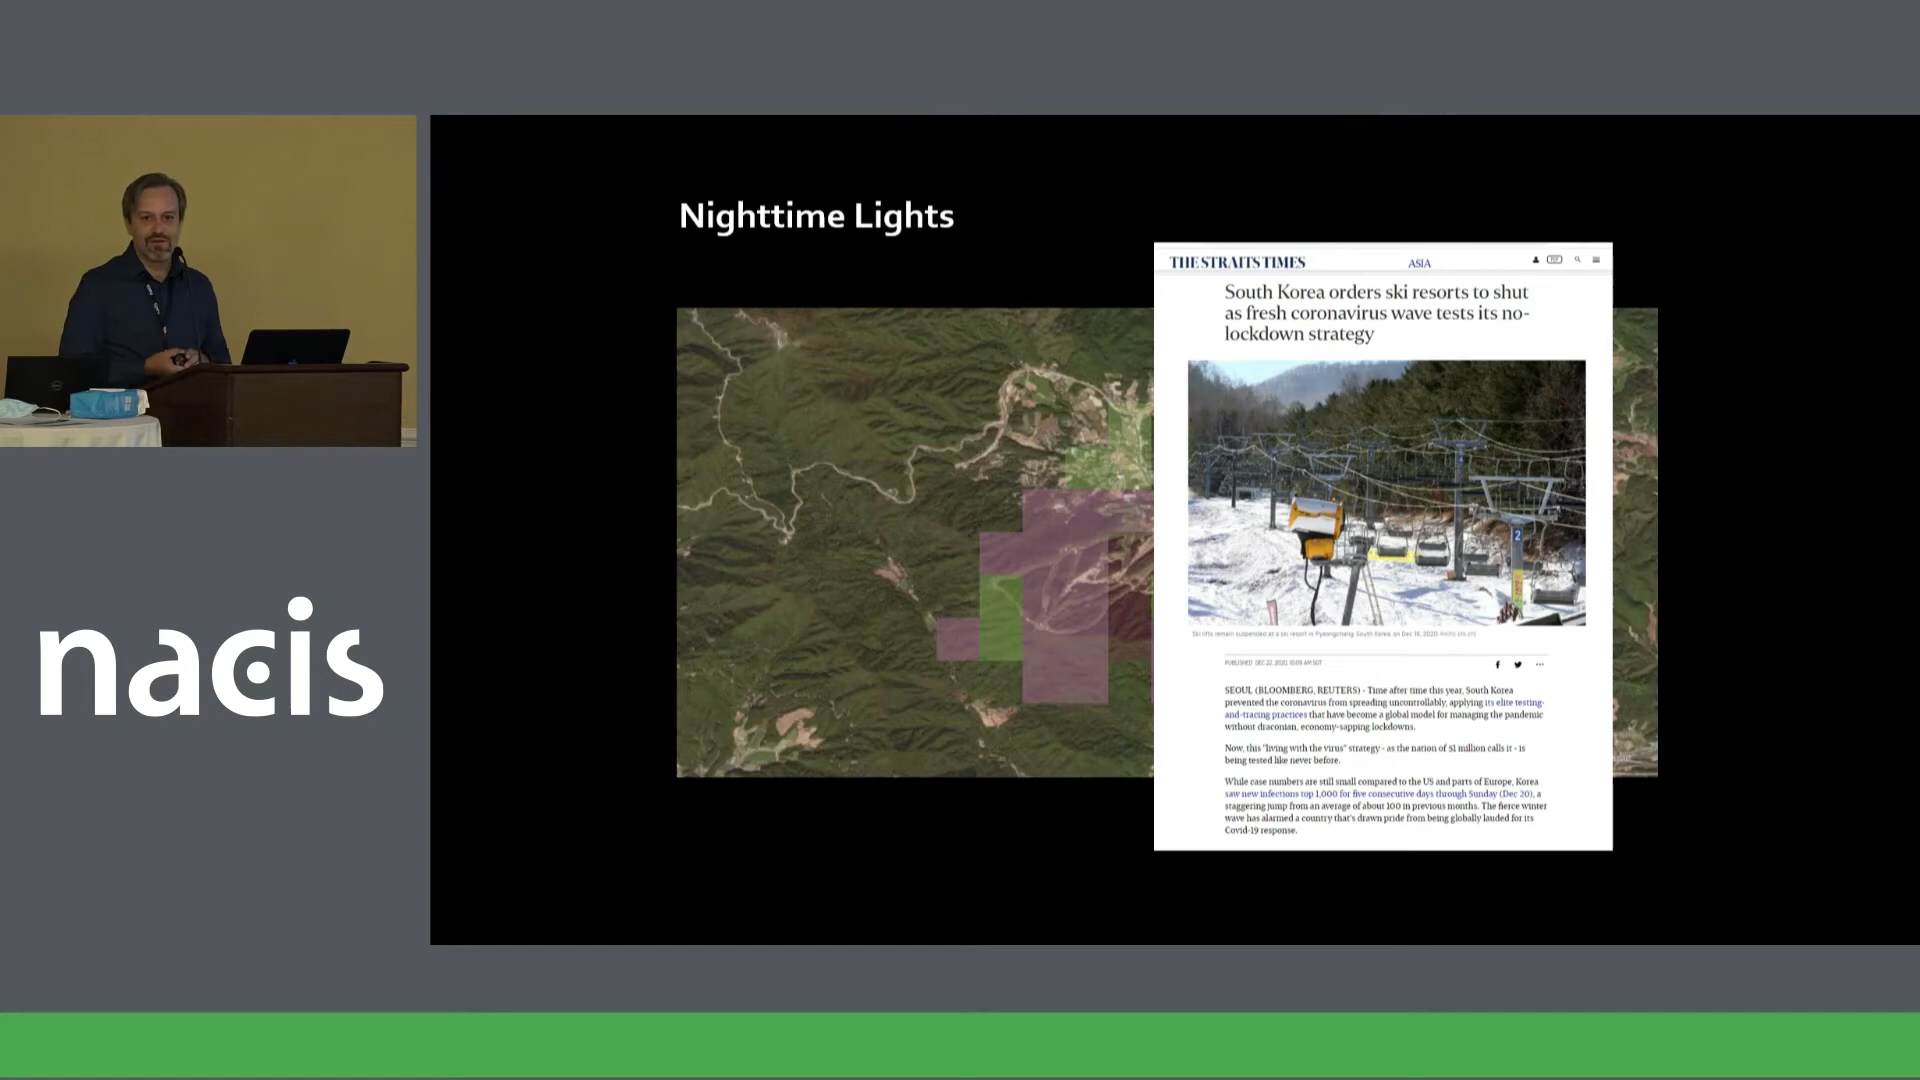 Nighttime Lights
THE STRAITS TIMES
ASIA
South Korea orders ski resorts to shut
as fresh coronavirus wave tests its no-
lockdown strategy
2
Ski lifts remain suspended at a ski resort in Pyeongchang, South Korea, on Dec 18, 2020.
PUBLISHED DEC 22, 2020, 10:09 AM SGT
SEOUL (BLOOMBERG, REUTERS) - Time after time this year, South Korea
prevented the coronavirus from spreading uncontrollably, applying its elite testing-
and-tracing practices that have become a global model for managing the pandemic
without draconian, economy-sapping lockdowns.
Now, this "living with the virus" strategy - as the nation of 51 million calls it - is
being tested like never before.
While case numbers are still small compared to the US and parts of Europe, Korea
saw new infections top 1,000 for five consecutive days through Sunday (Dec 20), a
staggering jump from an average of about 100 in previous months. The fierce winter
wave has alarmed a country that's drawn pride from being globally lauded for its
Covid-19 response.
nacis